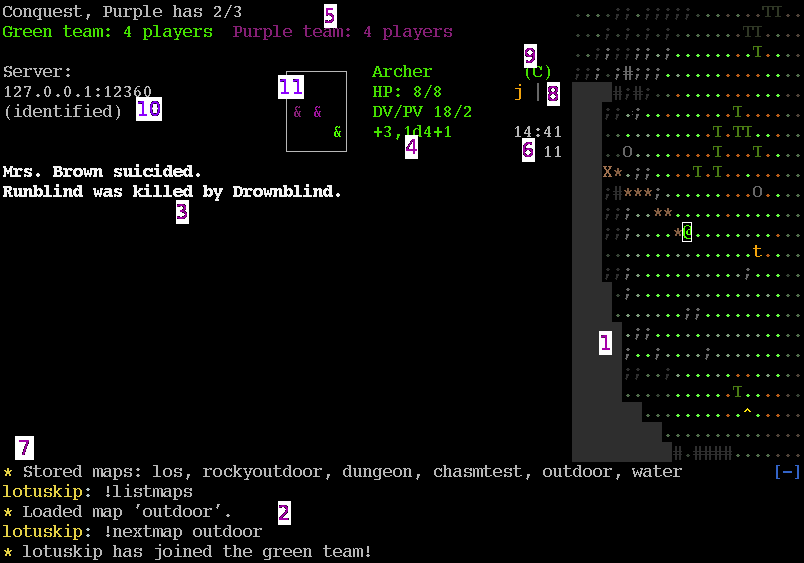 Conquest, Purple has 2/3
5
Green team: 4 players  Purple team: 4 players
9
Server:
Archer
(C)
127.0.0.1:12360
11
HP: 8/8
j | 8
(identified) 10
& &
DV/PV 18/2
&
+3,1d4+1
14:41
4
6
11
Mrs. Brown suicided.
Runblind was killed by Drownblind.
3
1
7
* Stored maps: los, rockyoutdoor, dungeon, chasmtest, outdoor, water
[−]
lotuskip: !listmaps
* Loaded map 'outdoor'.
2
lotuskip: !nextmap outdoor
* lotuskip has joined the green team!